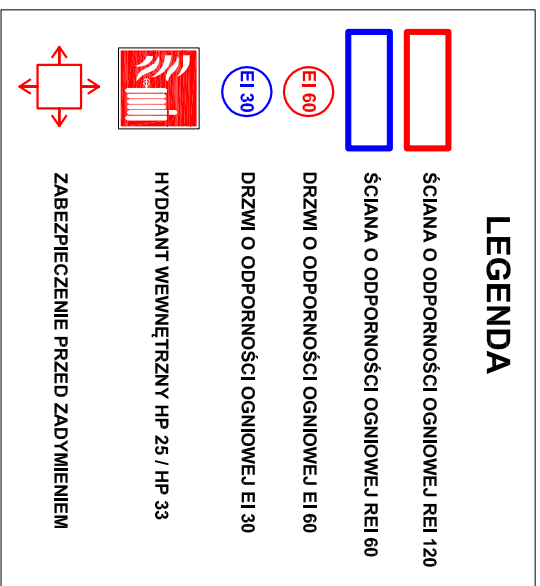 LEGENDA
ŚCIANA O ODPORNOŚCI OGNIOWEJ REI 120
ŚCIANA O ODPORNOŚCI OGNIOWEJ REI 60
EI 60
DRZWI O ODPORNOŚCI OGNIOWEJ EI 60
EI 30
DRZWI O ODPORNOŚCI OGNIOWEJ EI 30
HYDRANT WEWNĘTRZNY HP 25 / HP 33
ZABEZPIECZENIE PRZED ZADYMIENIEM